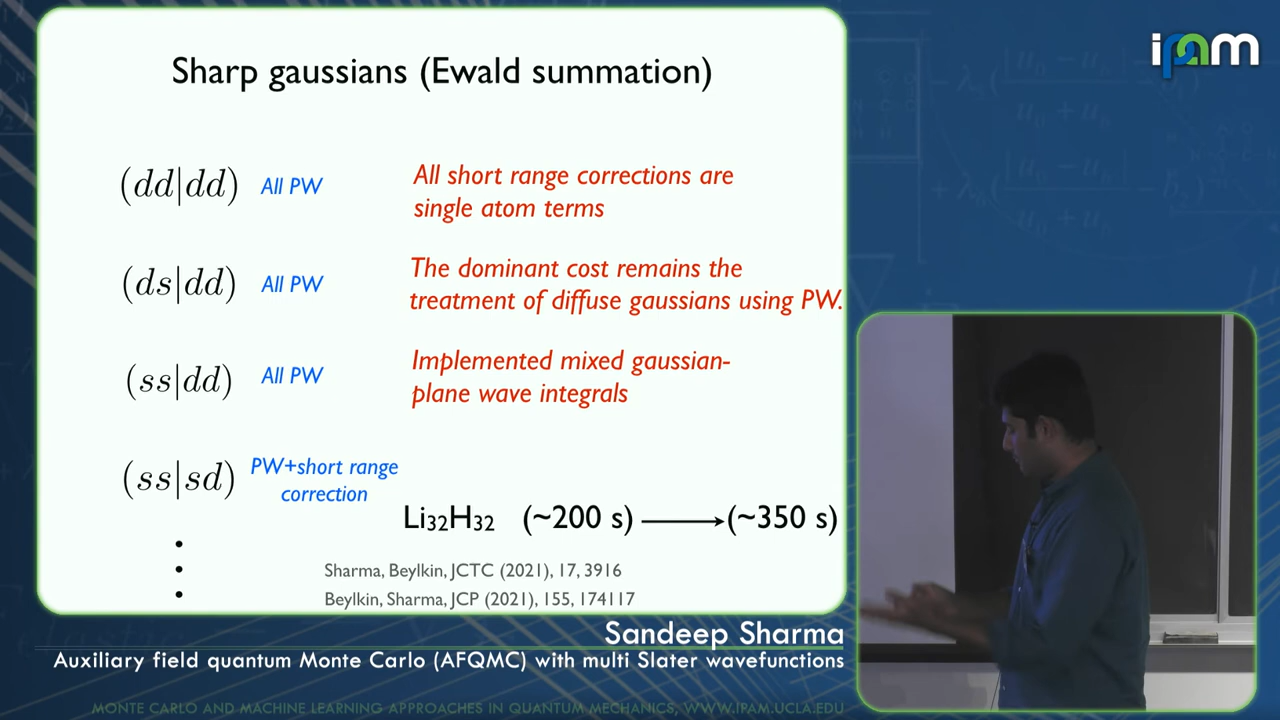 ipam
Sharp gaussians (Ewald summation)
(dd|dd) All PW
All short range corrections are
single atom terms
(ds|dd) All PW
The dominant cost remains the
treatment of diffuse gaussians using PW.
(ss|dd) All PW
Implemented mixed gaussian-
plane wave integrals
(ss|sd) PW+short range
correction
Li₃₂H₃₂ (~200 s) ⟶ (~350 s)
Sharma, Beylkin, JCTC (2021), 17, 3916
Beylkin, Sharma, JCP (2021), 155, 174117
Sandeep Sharma
Auxiliary field quantum Monte Carlo (AFQMC) with multi Slater wavefunctions
MONTE CARLO AND MACHINE LEARNING APPROACHES IN QUANTUM MECHANICS, WWW.IPAM.UCLA.EDU